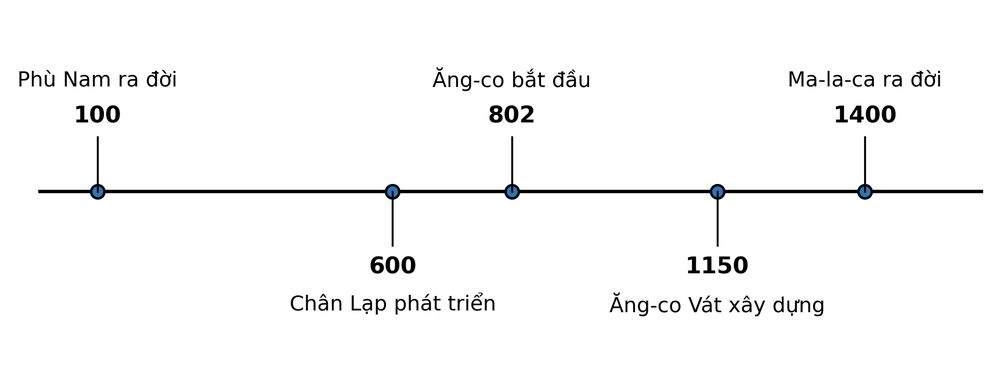 Phù Nam ra đời
100
600
Chân Lạp phát triển
Ăng-co bắt đầu
802
1150
Ăng-co Vát xây dựng
Ma-la-ca ra đời
1400